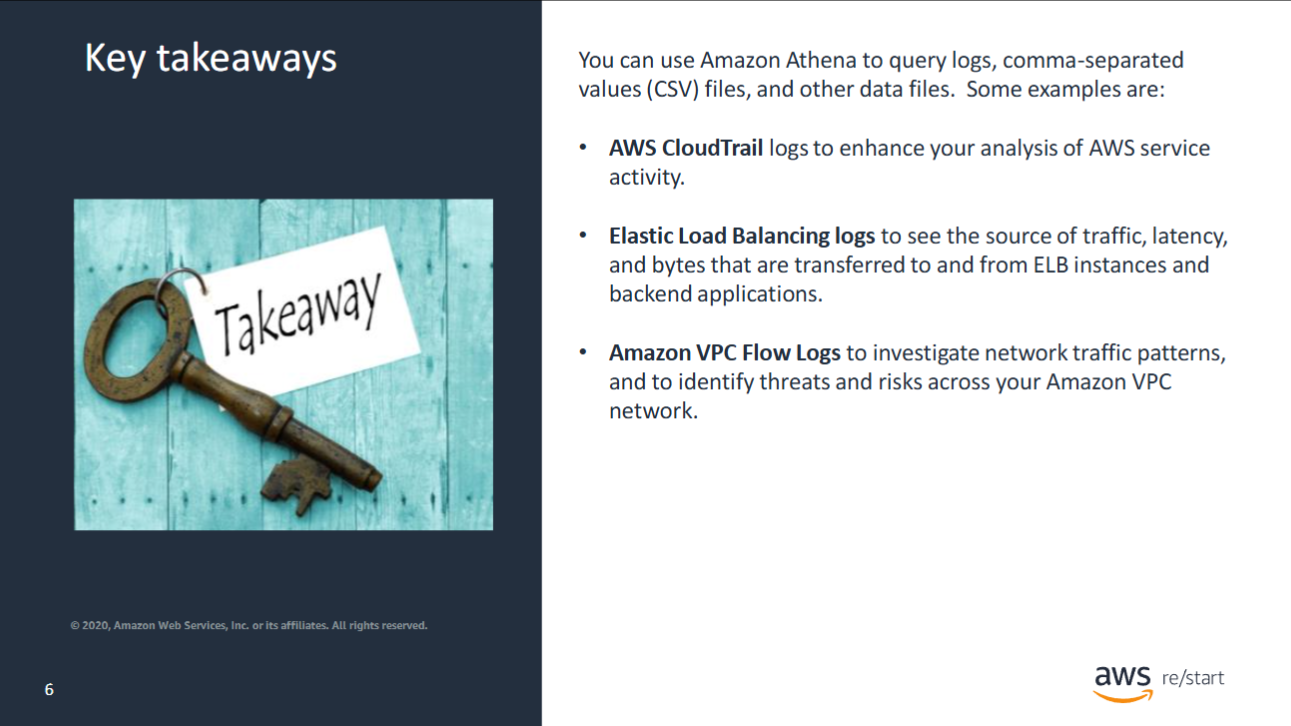 Key takeaways
You can use Amazon Athena to query logs, comma-separated
values (CSV) files, and other data files.  Some examples are:
• AWS CloudTrail logs to enhance your analysis of AWS service
activity.
• Elastic Load Balancing logs to see the source of traffic, latency,
and bytes that are transferred to and from ELB instances and
backend applications.
• Amazon VPC Flow Logs to investigate network traffic patterns,
and to identify threats and risks across your Amazon VPC
network.
Takeaway
© 2020, Amazon Web Services, Inc. or its affiliates. All rights reserved.
6
aws re/start